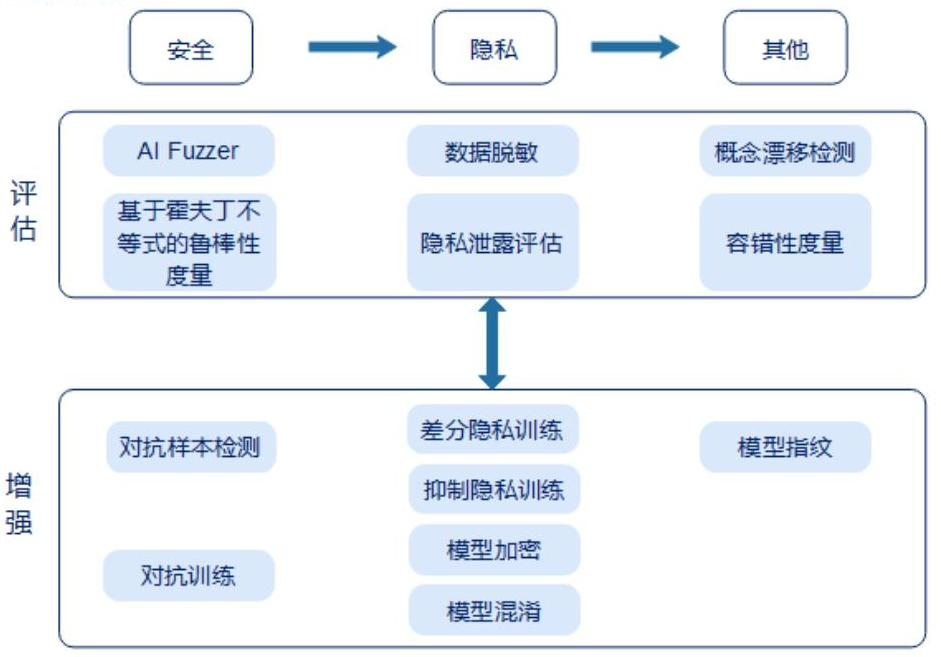 安全
隐私
其他
评
估
AI Fuzzer
数据脱敏
概念漂移检测
基于霍夫丁不
等式的鲁棒性
度量
隐私泄露评估
容错性度量
增
强
对抗样本检测
差分隐私训练
模型指纹
抑制隐私训练
模型加密
对抗训练
模型混淆